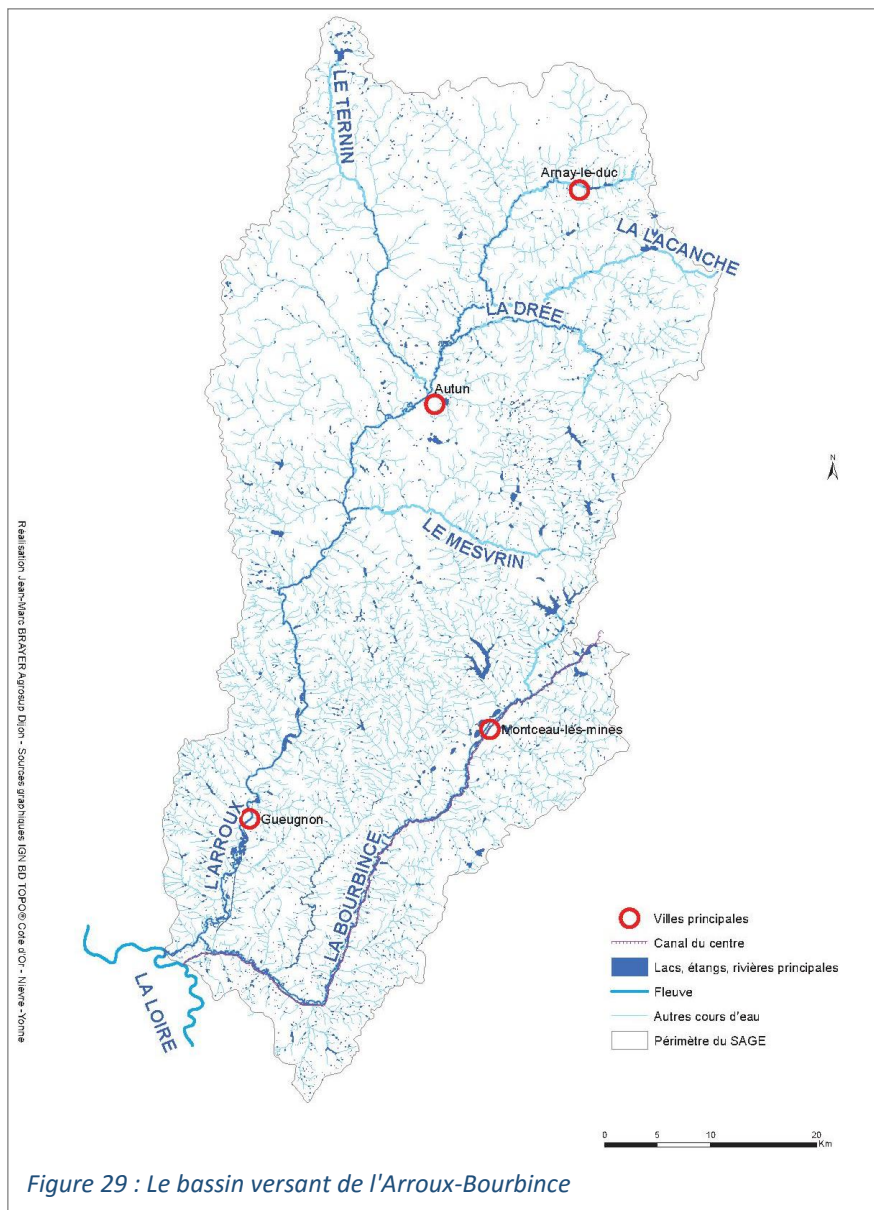 LE TERNIN
Arnay-le-duc
LA LACANCHE
LA DRÉE
Autun
N
LE MESVRIN
Montceau-lés-mines
Gueugnon
L'ARROUX
LA BOURBINCE
LA LOIRE
Villes principales
Canal du centre
Lacs, étangs, rivières principales
Fleuve
Autres cours d'eau
Périmètre du SAGE
0 5 10 20
Km
Réalisation Jean-Marc BRAYER Agrosup Dijon - Sources graphiques IGN BD TOPO® Cote d'Or - Nievre -Yonne
Figure 29 : Le bassin versant de l'Arroux-Bourbince